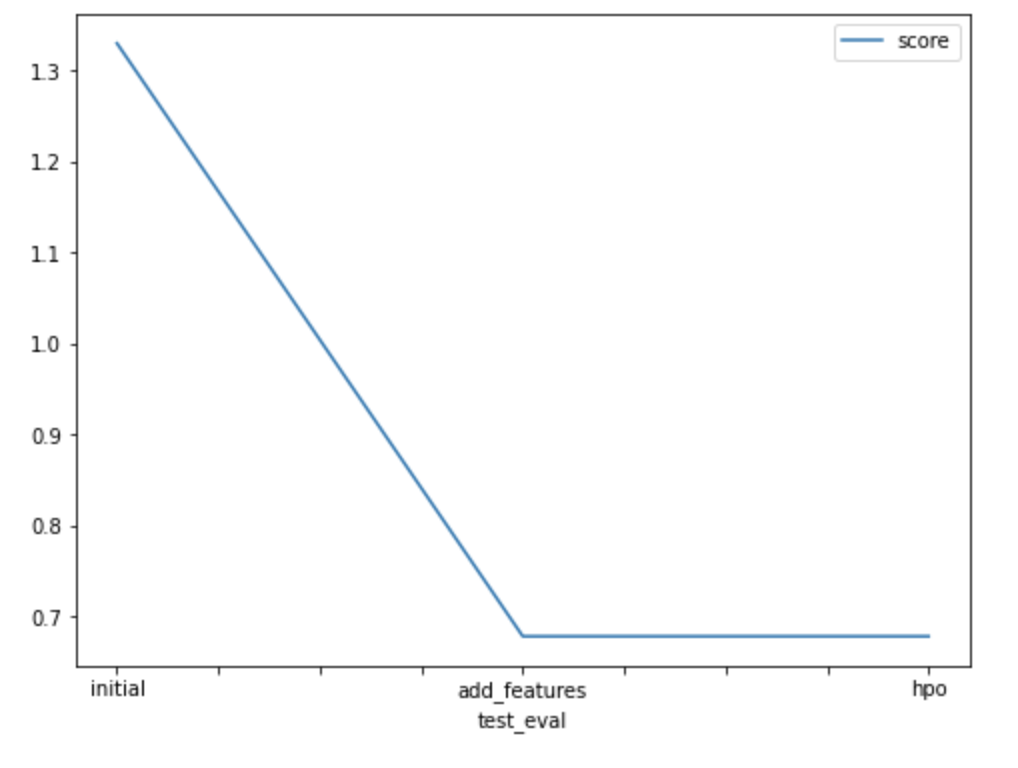 score
1.3
1.2
1.1
1.0
0.9
0.8
0.7
initial add_features hpo
test_eval